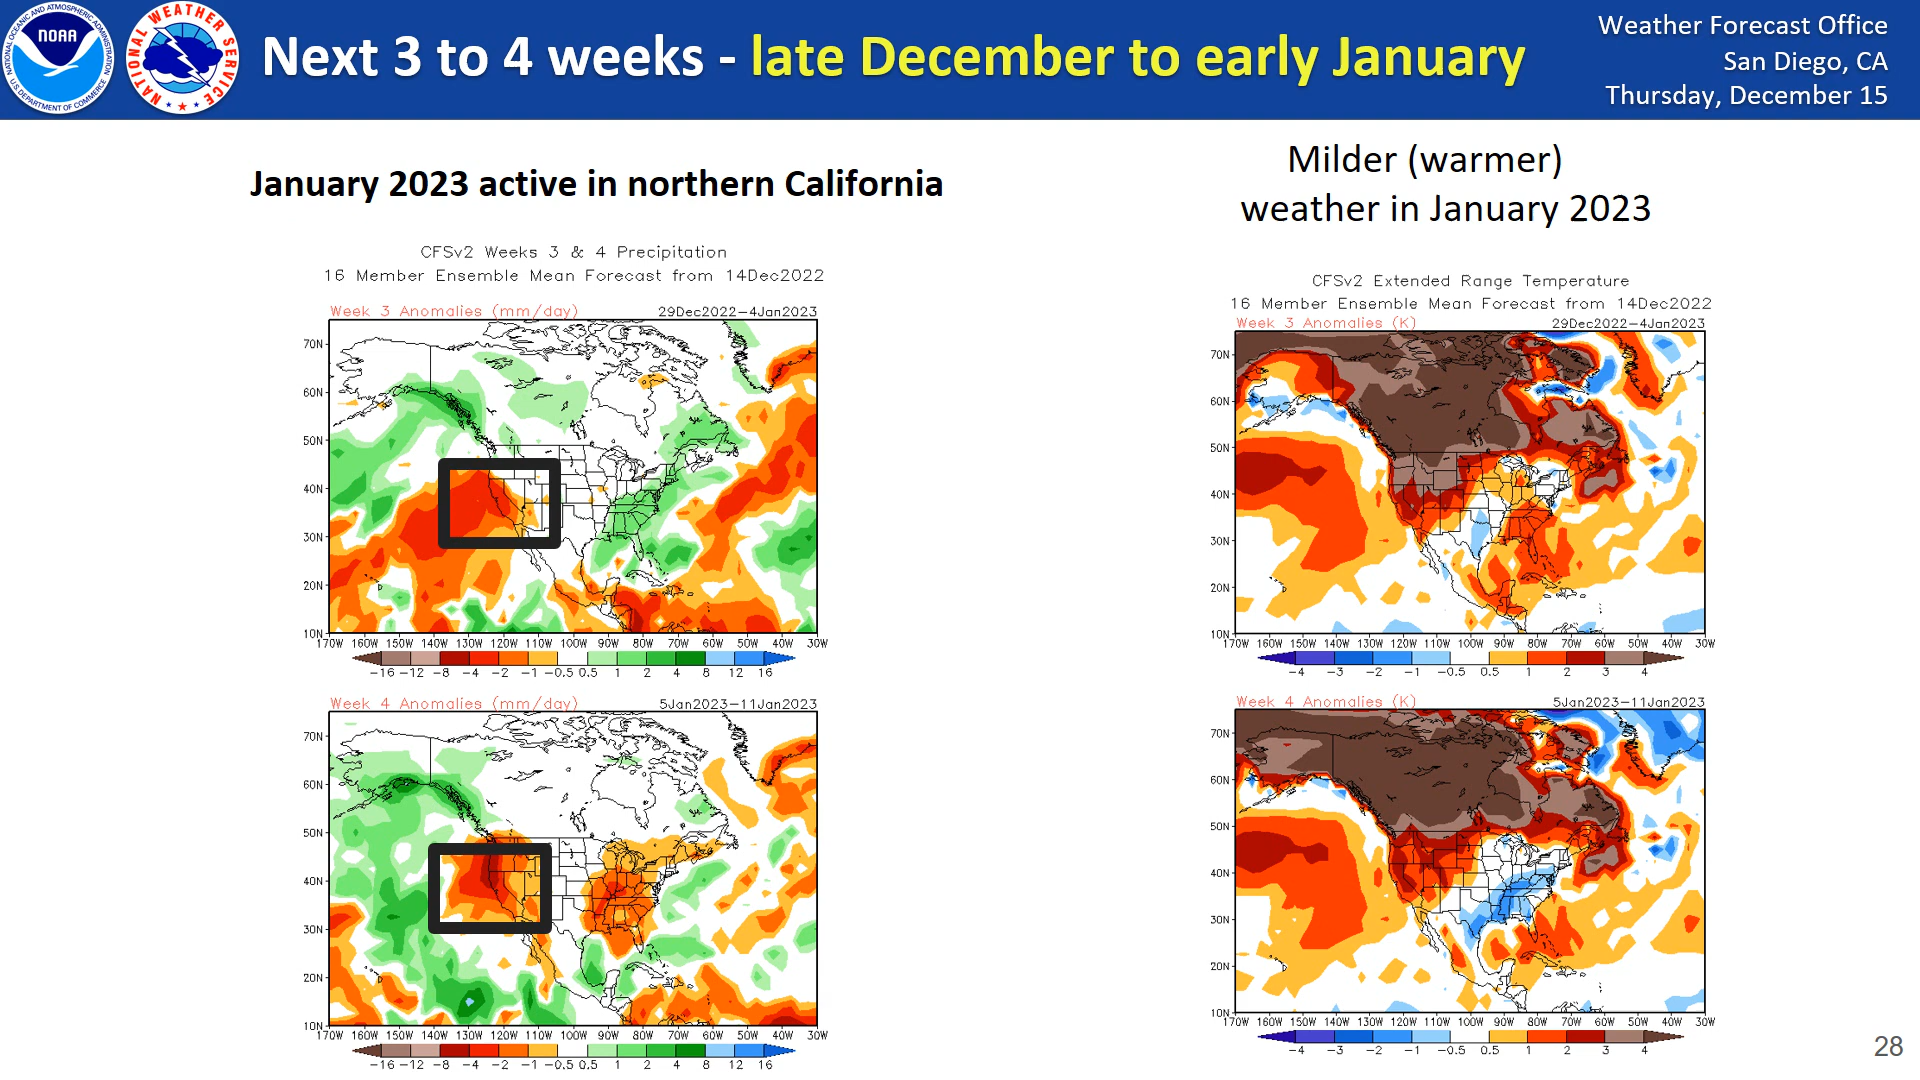 NOAA
NATIONAL OCEANIC AND ATMOSPHERIC ADMINISTRATION
U.S. DEPARTMENT OF COMMERCE
NATIONAL WEATHER SERVICE
Next 3 to 4 weeks - late December to early January
Weather Forecast Office
San Diego, CA
Thursday, December 15
January 2023 active in northern California
CFSv2 Weeks 3 & 4 Precipitation
16 Member Ensemble Mean Forecast from 14Dec2022
Week 3 Anomalies (mm/day) 29Dec2022-4Jan2023
70N
60N
50N
40N
30N
20N
10N
170W 160W 150W 140W 130W 120W 110W 100W 90W 80W 70W 60W 50W 40W 30W
-16 -12 -8 -4 -2 -1 -0.5 0.5 1 2 4 8 12 16
Week 4 Anomalies (mm/day) 5Jan2023-11Jan2023
70N
60N
50N
40N
30N
20N
10N
170W 160W 150W 140W 130W 120W 110W 100W 90W 80W 70W 60W 50W 40W 30W
-16 -12 -8 -4 -2 -1 -0.5 0.5 1 2 4 8 12 16
Milder (warmer)
weather in January 2023
CFSv2 Extended Range Temperature
16 Member Ensemble Mean Forecast from 14Dec2022
Week 3 Anomalies (K) 29Dec2022-4Jan2023
70N
60N
50N
40N
30N
20N
10N
170W 160W 150W 140W 130W 120W 110W 100W 90W 80W 70W 60W 50W 40W 30W
-4 -3 -2 -1 -0.5 0.5 1 2 3 4
Week 4 Anomalies (K) 5Jan2023-11Jan2023
70N
60N
50N
40N
30N
20N
10N
170W 160W 150W 140W 130W 120W 110W 100W 90W 80W 70W 60W 50W 40W 30W
-4 -3 -2 -1 -0.5 0.5 1 2 3 4
28